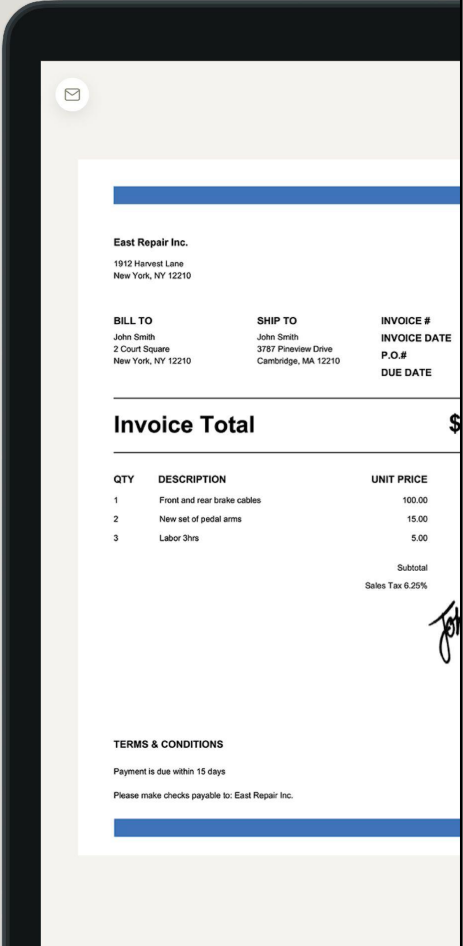 East Repair Inc.
1912 Harvest Lane
New York, NY 12210
BILL TO
John Smith
2 Court Square
New York, NY 12210
SHIP TO
John Smith
3787 Pineview Drive
Cambridge, MA 12210
INVOICE #
INVOICE DATE
P.O.#
DUE DATE
Invoice Total $
QTY DESCRIPTION UNIT PRICE
1 Front and rear brake cables 100.00
2 New set of pedal arms 15.00
3 Labor 3hrs 5.00
Subtotal
Sales Tax 6.25%
TERMS & CONDITIONS
Payment is due within 15 days
Please make checks payable to: East Repair Inc.